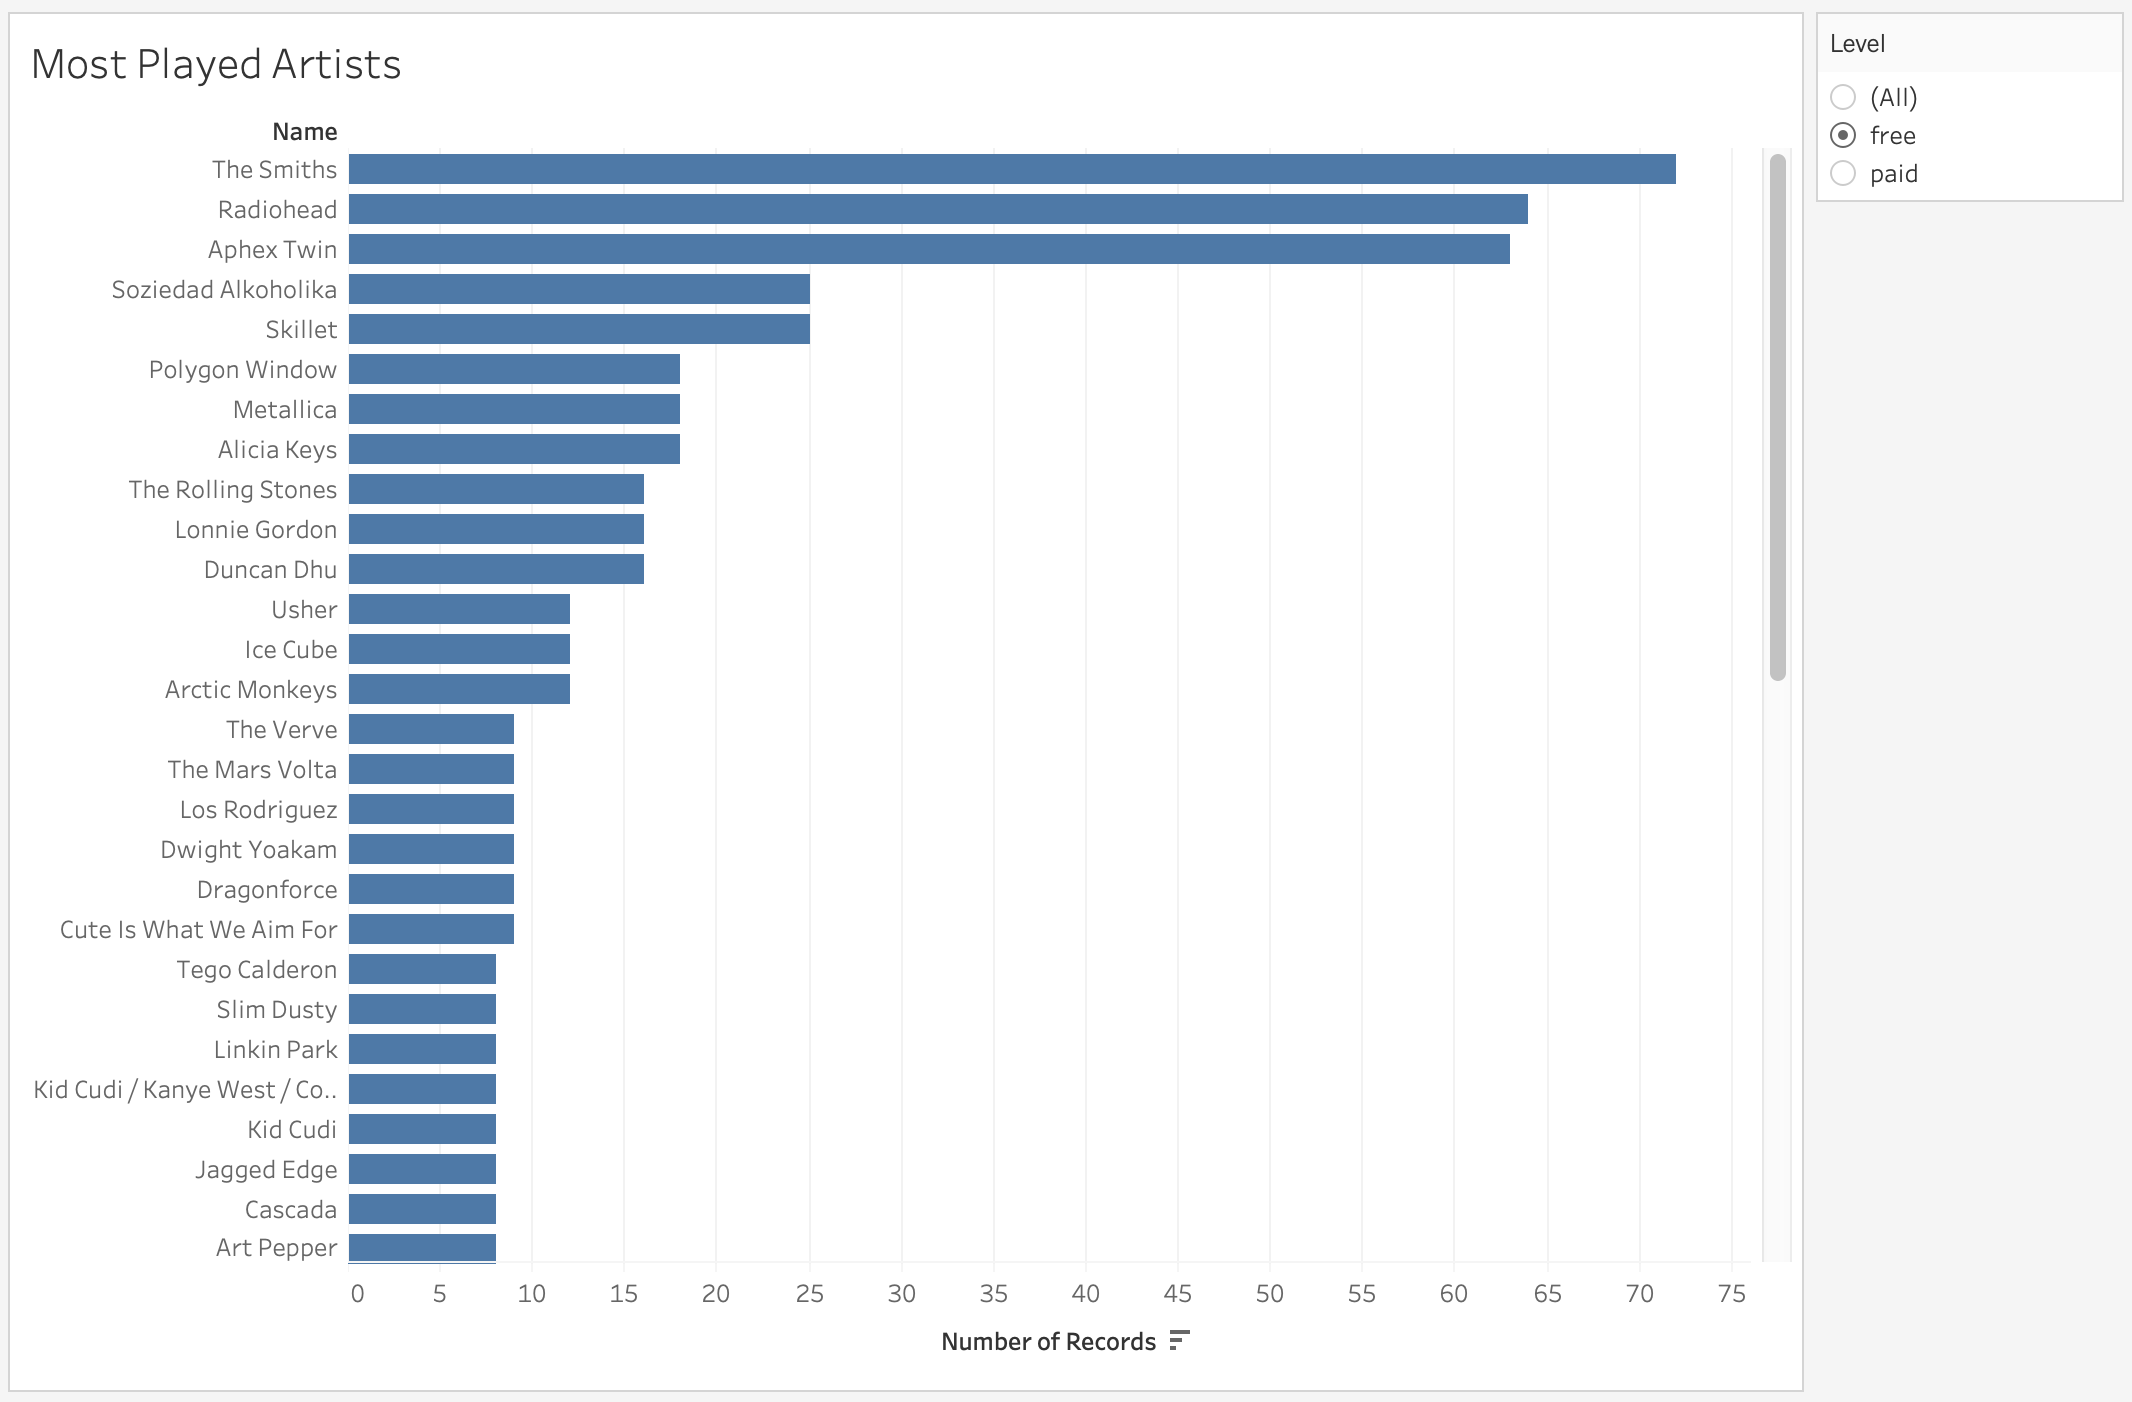 Most Played Artists
Name
The Smiths
Radiohead
Aphex Twin
Soziedad Alkoholika
Skillet
Polygon Window
Metallica
Alicia Keys
The Rolling Stones
Lonnie Gordon
Duncan Dhu
Usher
Ice Cube
Arctic Monkeys
The Verve
The Mars Volta
Los Rodriguez
Dwight Yoakam
Dragonforce
Cute Is What We Aim For
Tego Calderon
Slim Dusty
Linkin Park
Kid Cudi / Kanye West / Co..
Kid Cudi
Jagged Edge
Cascada
Art Pepper
0 5 10 15 20 25 30 35 40 45 50 55 60 65 70 75
Number of Records
Level
(All)
free
paid